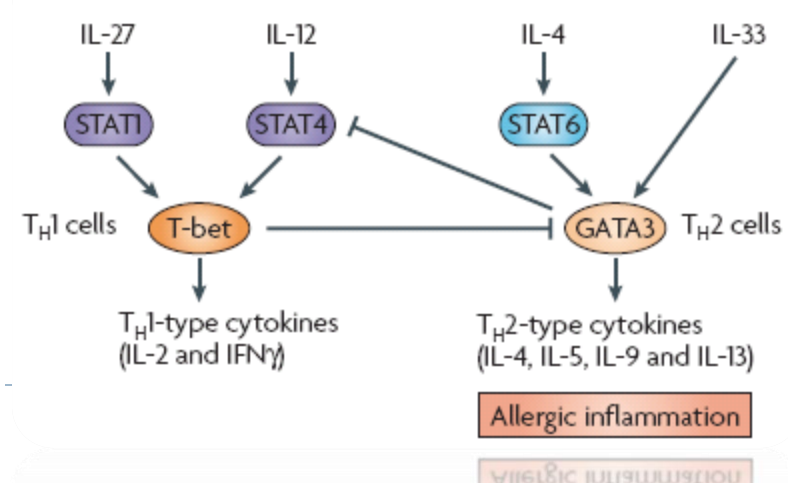 IL-27 IL-12 IL-4 IL-33
STAT1 STAT4 STAT6
T-bet GATA3
TH1 cells TH2 cells
TH1-type cytokines
(IL-2 and IFNγ)
TH2-type cytokines
(IL-4, IL-5, IL-9 and IL-13)
Allergic inflammation